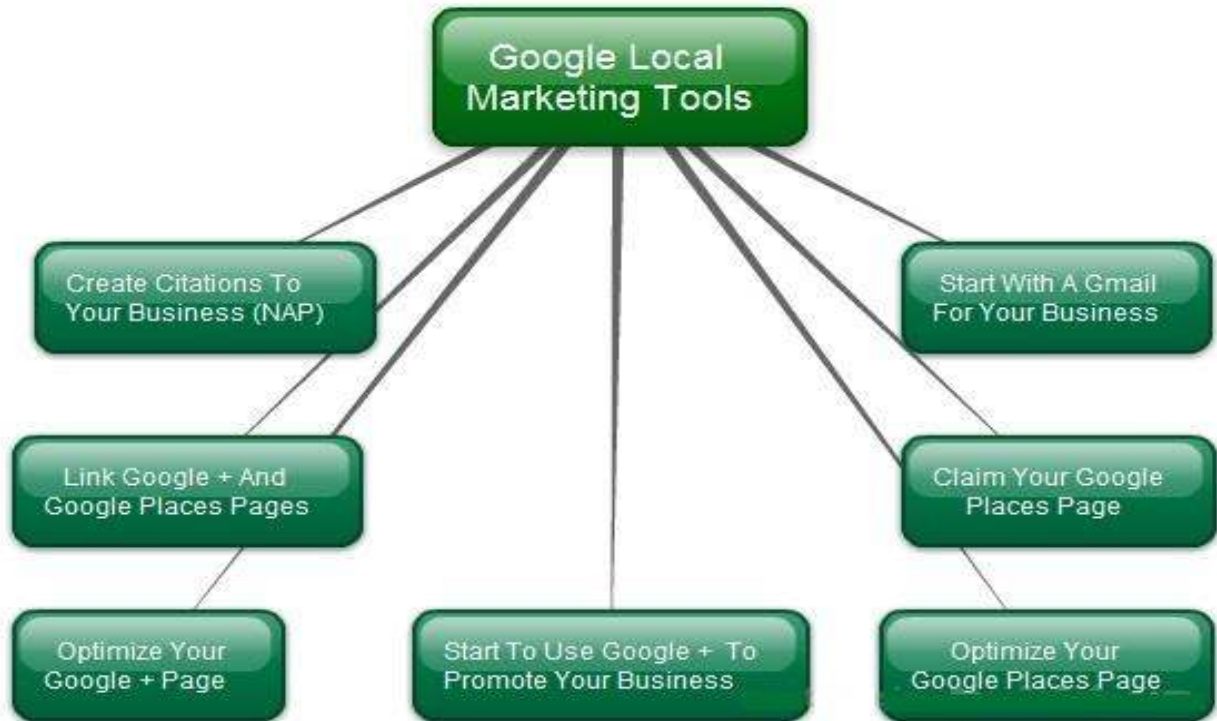 Google Local
Marketing Tools
Create Citations To
Your Business (NAP)
Start With A Gmail
For Your Business
Link Google + And
Google Places Pages
Claim Your Google
Places Page
Optimize Your
Google + Page
Start To Use Google + To
Promote Your Business
Optimize Your
Google Places Page